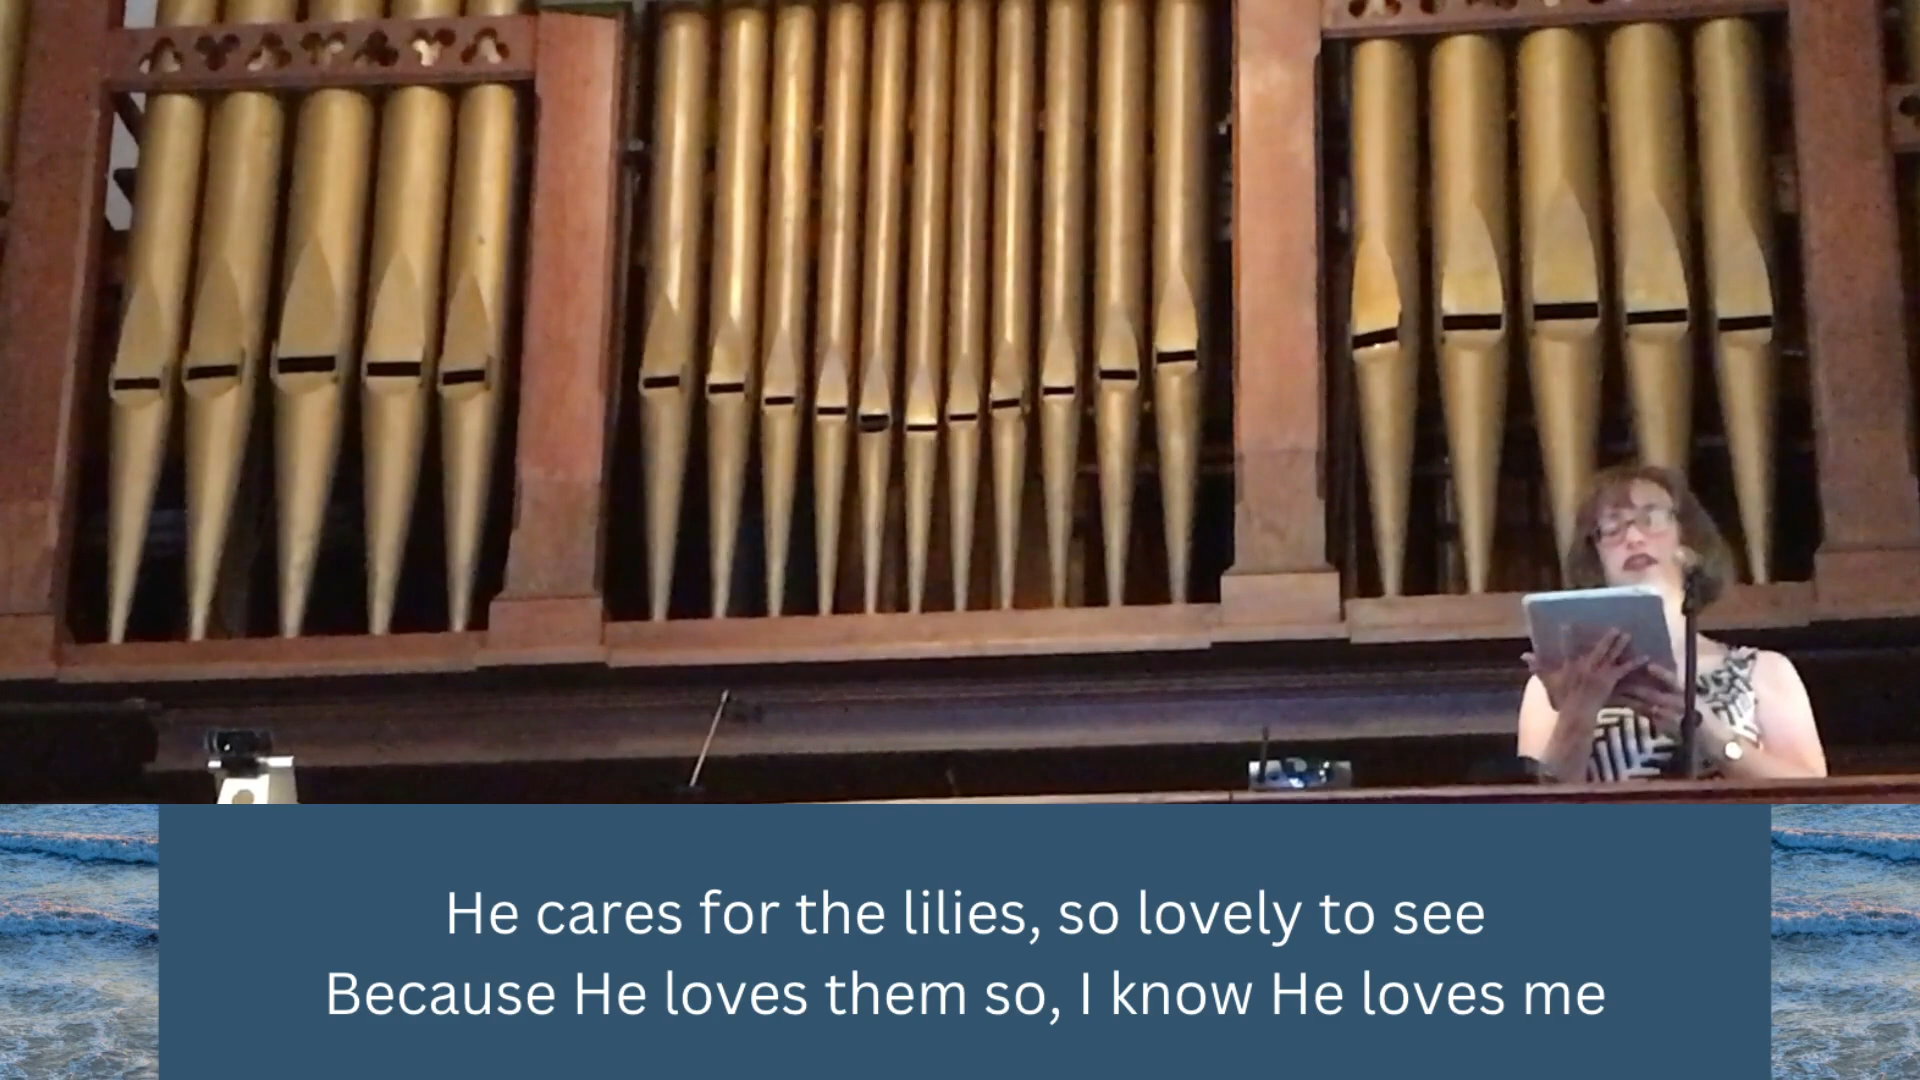 He cares for the lilies, so lovely to see
Because He loves them so, I know He loves me